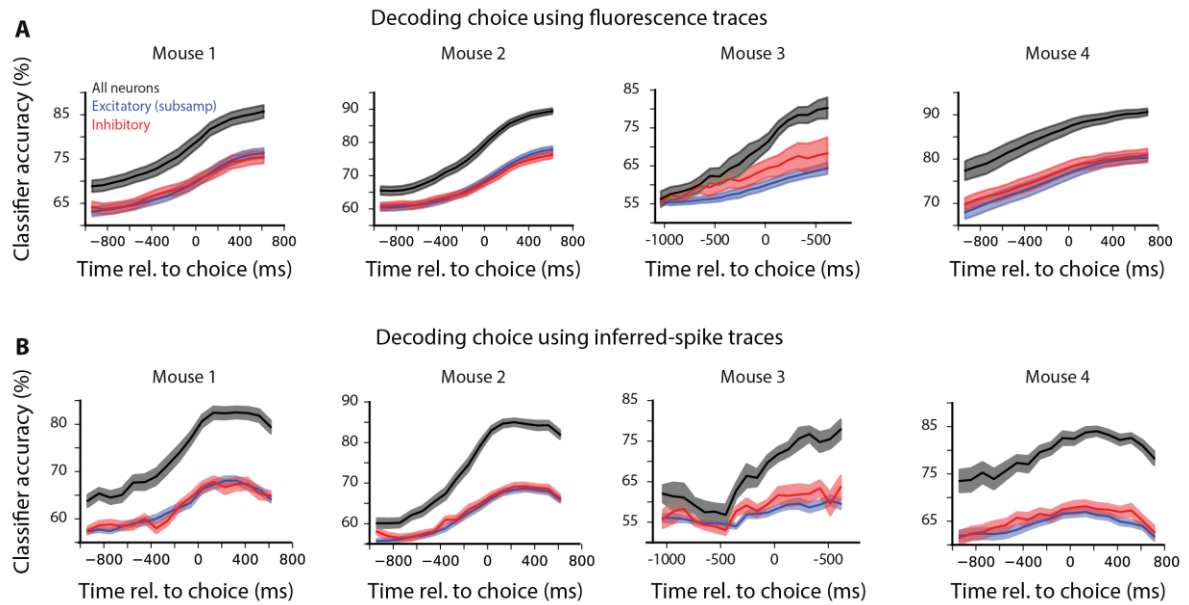 A
Decoding choice using fluorescence traces
Mouse 1
Mouse 2
Mouse 3
Mouse 4
Classifier accuracy (%)
All neurons
Excitatory (subsamp)
Inhibitory
85
75
65
−800 −400 0 400 800
Time rel. to choice (ms)
90
80
70
60
−800 −400 0 400 800
Time rel. to choice (ms)
85
75
65
55
-1000 -500 0 -500
Time rel. to choice (ms)
90
80
70
−800 −400 0 400 800
Time rel. to choice (ms)
B
Decoding choice using inferred-spike traces
Mouse 1
Mouse 2
Mouse 3
Mouse 4
Classifier accuracy (%)
80
70
60
−800 −400 0 400 800
Time rel. to choice (ms)
90
80
70
60
−800 −400 0 400 800
Time rel. to choice (ms)
85
75
65
55
-1000 -500 0 -500
Time rel. to choice (ms)
85
75
65
−800 −400 0 400 800
Time rel. to choice (ms)